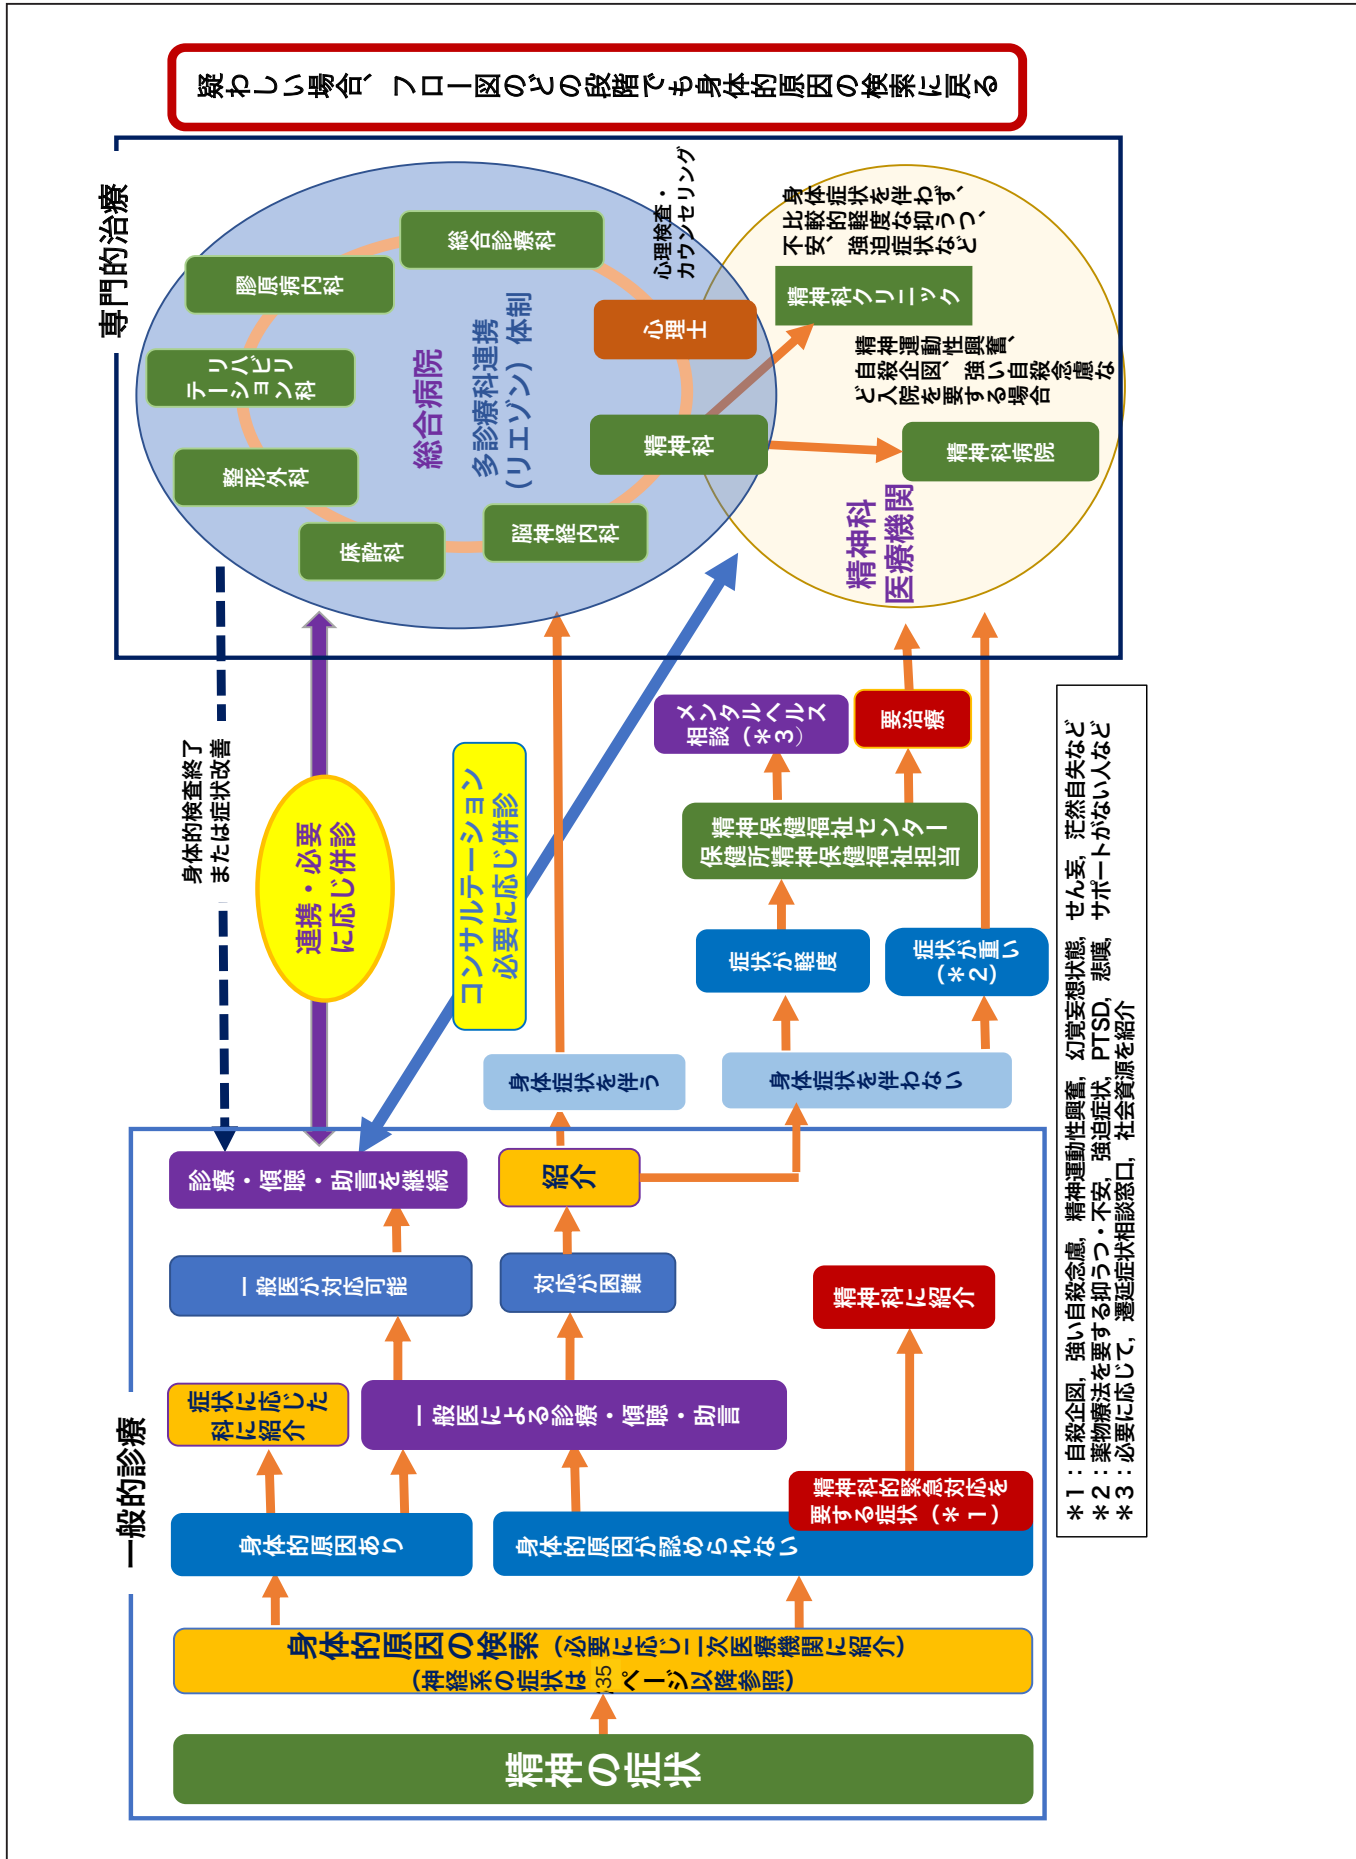 疑わしい場合、フロー図のどの段階でも身体的原因の検索に戻る
一般的診療
精神の症状
身体的原因の検索（必要に応じ二次医療機関に紹介）
（神経系の症状は35ページ以降参照）
身体的原因あり
身体的原因が認められない
精神科的緊急対応を
要する症状（＊１）
症状に応じた
科に紹介
一般医による診療・傾聴・助言
精神科に紹介
一般医が対応可能
対応が困難
診療・傾聴・助言を継続
紹介
身体症状を伴う
身体症状を伴わない
身体的検査終了
または症状改善
連携・必要
に応じ併診
コンサルテーション
必要に応じ併診
症状が軽度
症状が重い
（＊２）
精神保健福祉センター
保健所精神保健福祉担当
メンタルヘルス
相談（＊３）
要治療
専門的治療
総合病院
多診療科連携
（リエゾン）体制
麻酔科
整形外科
リハビリ
テーション科
膠原病内科
総合診療科
心理士
心理検査・
カウンセリング
精神科
脳神経内科
精神科
医療機関
精神科病院
精神運動性興奮、
自殺企図、強い自殺念慮な
ど入院を要する場合
精神科クリニック
身体症状を伴わず、
比較的軽度な抑うつ、
不安、強迫症状など
＊１：自殺企図，強い自殺念慮，精神運動性興奮，幻覚妄想状態，せん妄，茫然自失など
＊２：薬物療法を要する抑うつ・不安，強迫症状，PTSD，悲嘆，サポートがない人など
＊３：必要に応じて，遷延症状相談窓口，社会資源を紹介